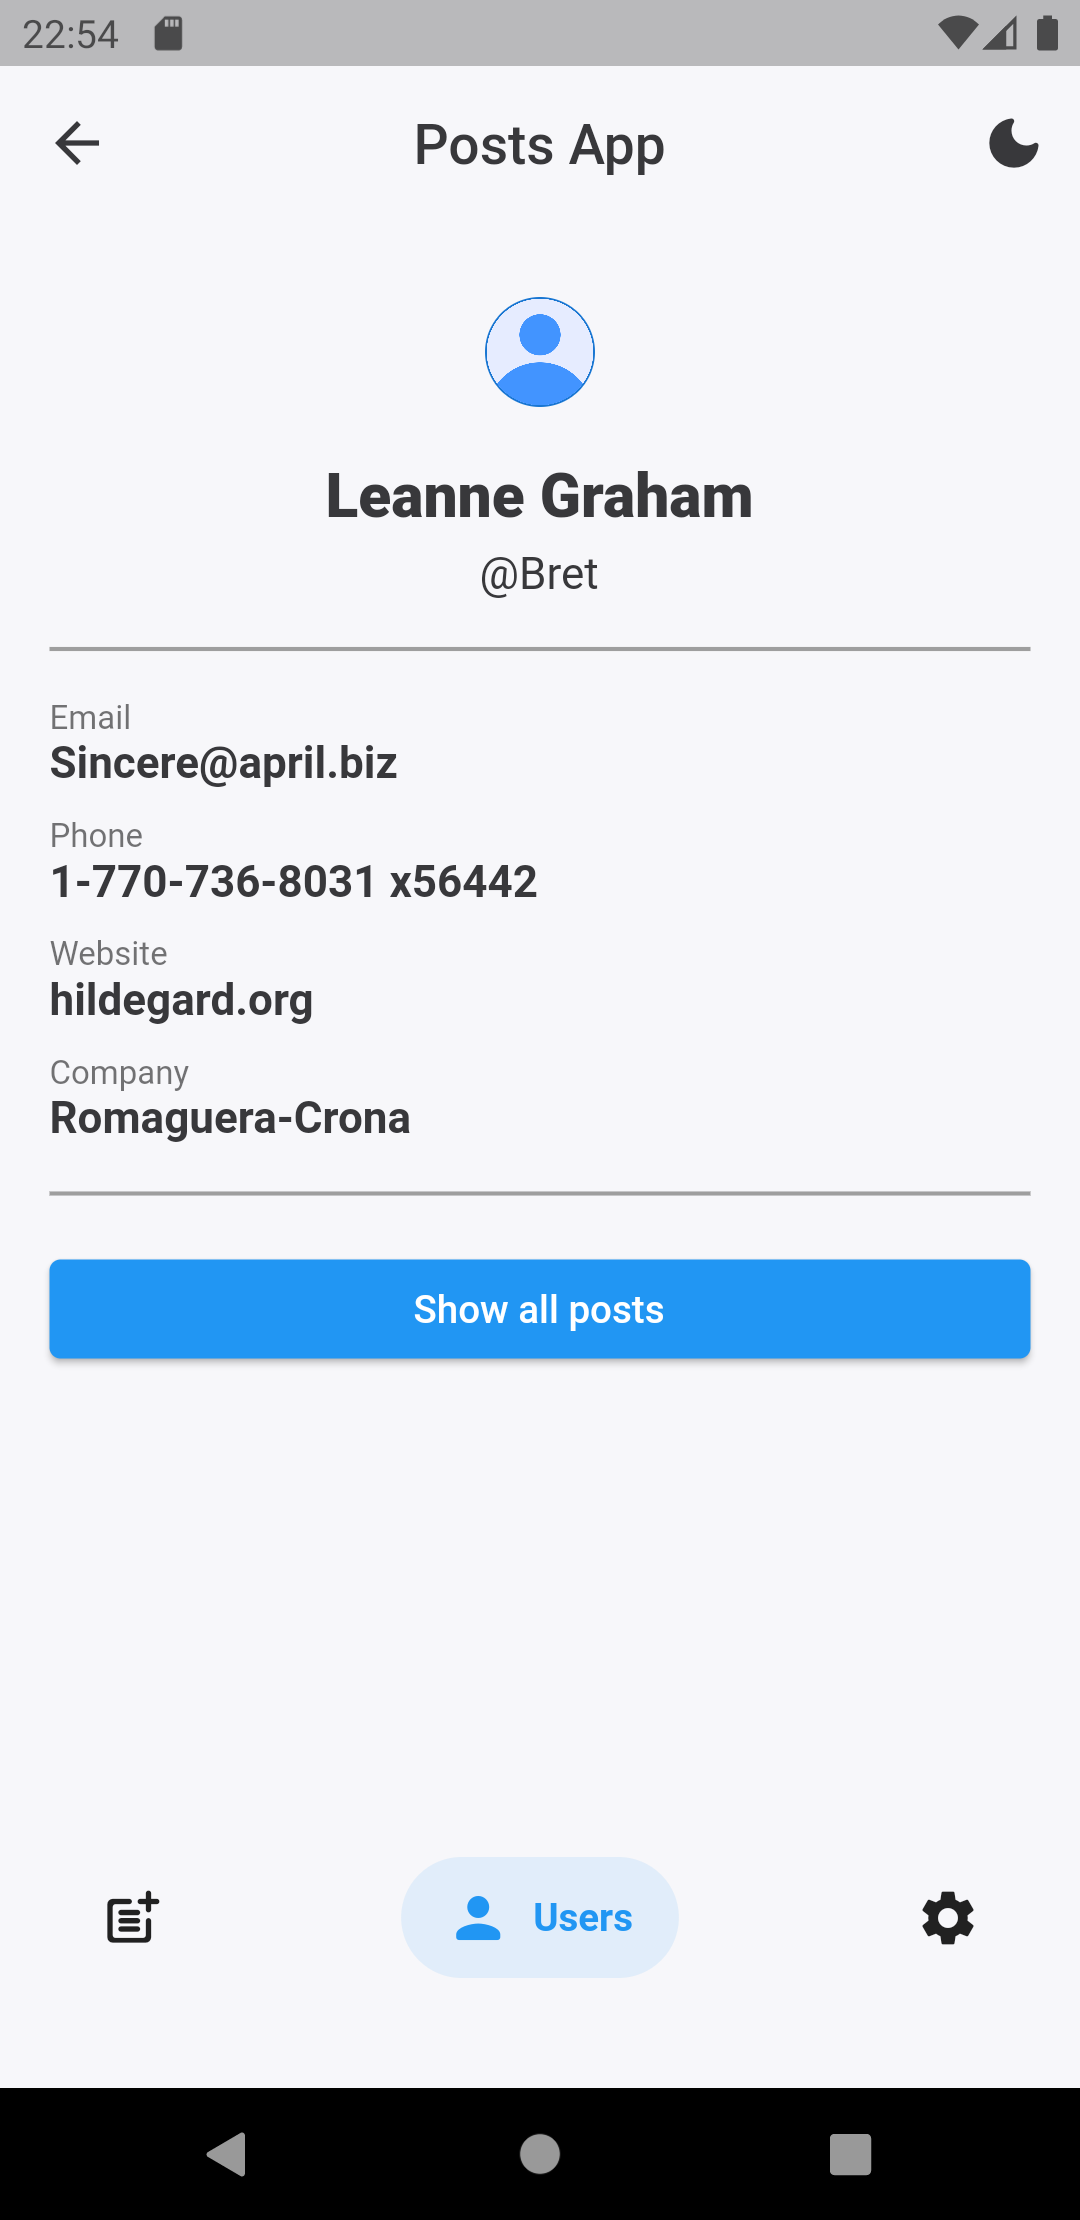 22:54
Posts App
Leanne Graham
@Bret
Email
Sincere@april.biz
Phone
1-770-736-8031 x56442
Website
hildegard.org
Company
Romaguera-Crona
Show all posts
Users